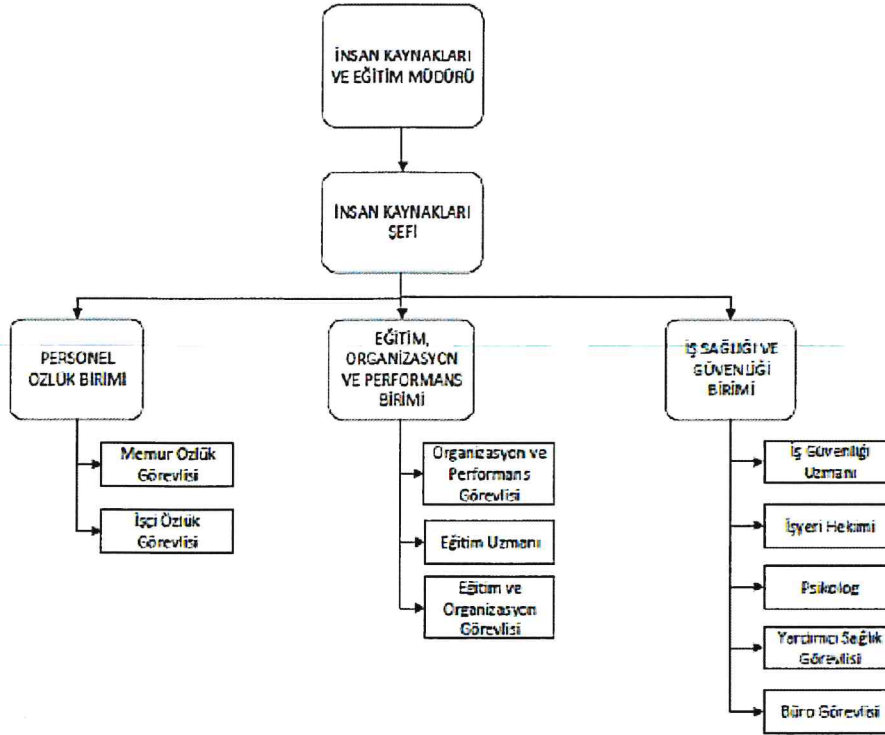 İNSAN KAYNAKLARI
VE EĞİTİM MÜDÜRÜ
İNSAN KAYNAKLARI
ŞEFİ
PERSONEL
ÖZLÜK BİRİMİ
EĞİTİM,
ORGANİZASYON
VE PERFORMANS
BİRİMİ
İŞ SAĞLIĞI VE
GÜVENLİĞİ
BİRİMİ
Memur Özlük
Görevlisi
İşçi Özlük
Görevlisi
Organizasyon ve
Performans
Görevlisi
Eğitim Uzmanı
Eğitim ve
Organizasyon
Görevlisi
İş Güvenliği
Uzmanı
İşyeri Hekimi
Psikolog
Yardımcı Sağlık
Görevlisi
Büro Görevlisi